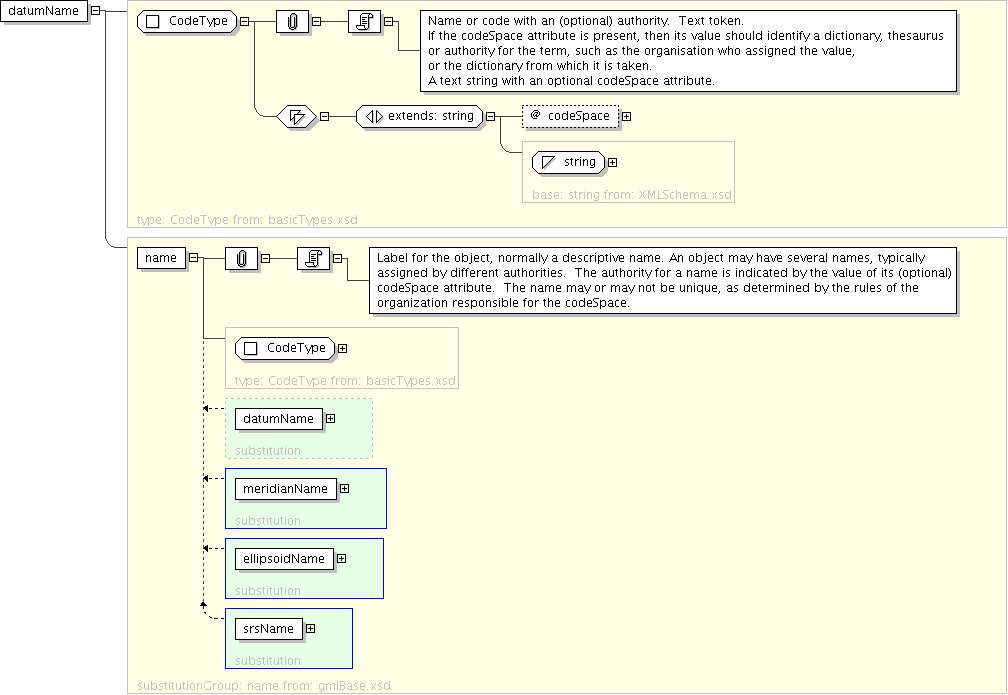 datumName
CodeType
Name or code with an (optional) authority.  Text token.
If the codeSpace attribute is present, then its value should identify a dictionary, thesaurus
or authority for the term, such as the organisation who assigned the value,
or the dictionary from which it is taken.
A text string with an optional codeSpace attribute.
extends: string
@ codeSpace
string
base: string from: XMLSchema.xsd
type: CodeType from: basicTypes.xsd
name
Label for the object, normally a descriptive name. An object may have several names, typically
assigned by different authorities.  The authority for a name is indicated by the value of its (optional)
codeSpace attribute.  The name may or may not be unique, as determined by the rules of the
organization responsible for the codeSpace.
CodeType
type: CodeType from: basicTypes.xsd
datumName
substitution
meridianName
substitution
ellipsoidName
substitution
srsName
substitution
substitutionGroup: name from: gmlBase.xsd